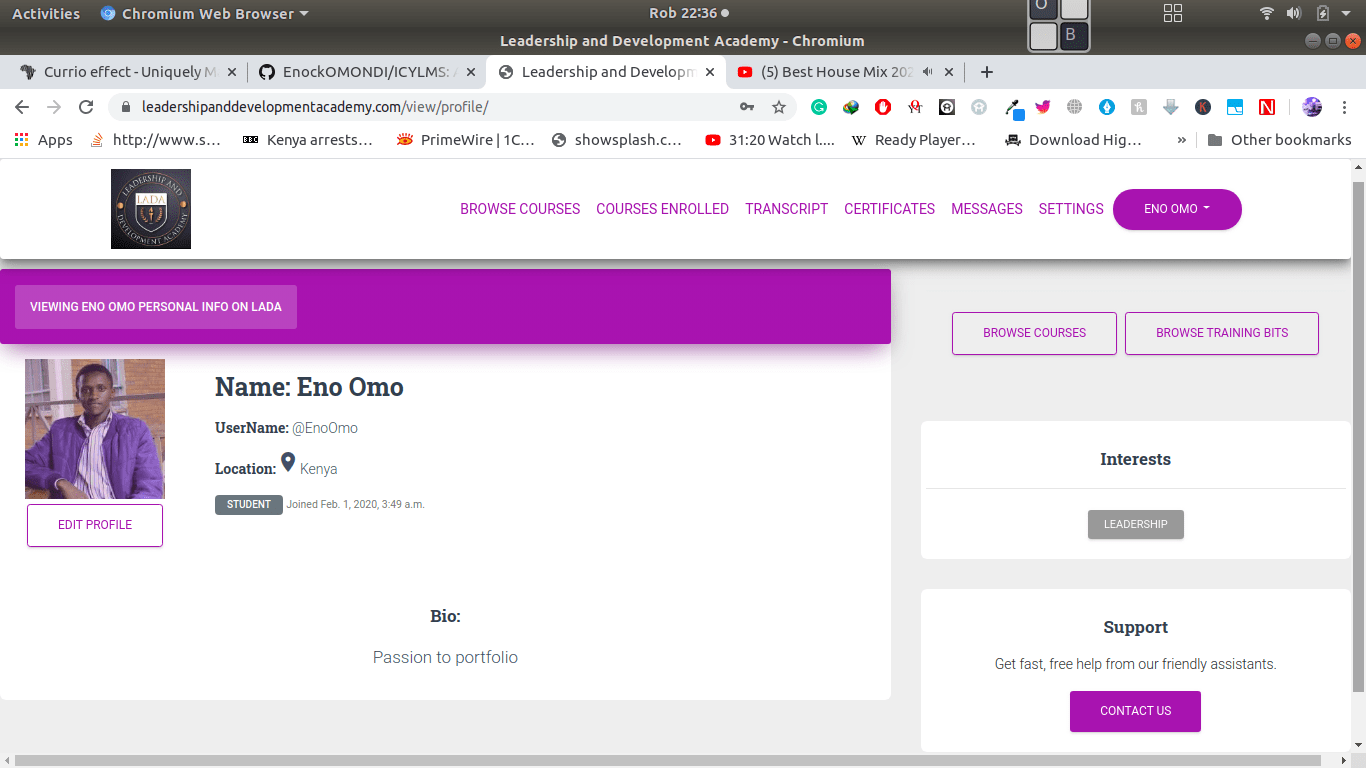 Activities Chromium Web Browser Rob 22:36
O
B
Leadership and Development Academy - Chromium
Currio effect - Uniquely M
EnockOMONDI/ICYLMS:
Leadership and Developm
(5) Best House Mix 202
leadershipanddevelopmentacademy.com/view/profile/
Apps http://www.s... Kenya arrests... PrimeWire | 1C... showsplash.c... 31:20 Watch l.... Ready Player... Download Hig... » Other bookmarks
LEADERSHIP AND
LADA
DEVELOPMENT ACADEMY
BROWSE COURSES COURSES ENROLLED TRANSCRIPT CERTIFICATES MESSAGES SETTINGS ENO OMO
VIEWING ENO OMO PERSONAL INFO ON LADA
BROWSE COURSES BROWSE TRAINING BITS
Name: Eno Omo
UserName: @EnoOmo
Location: Kenya
STUDENT Joined Feb. 1, 2020, 3:49 a.m.
EDIT PROFILE
Bio:
Passion to portfolio
Interests
LEADERSHIP
Support
Get fast, free help from our friendly assistants.
CONTACT US